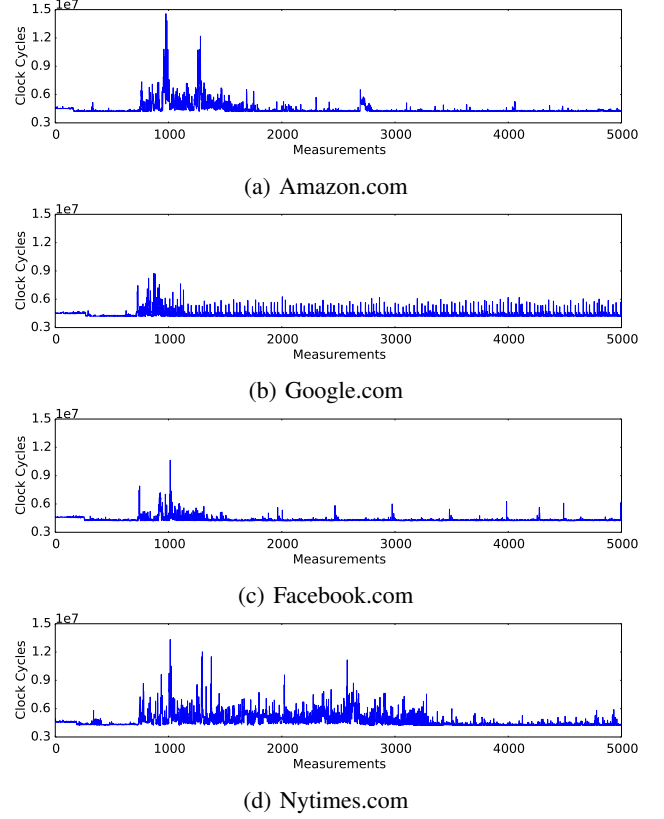 1.5 1e7
1.2
0.9
0.6
0.3
Clock Cycles
0 1000 2000 3000 4000 5000
Measurements
(a) Amazon.com
1.5 1e7
1.2
0.9
0.6
0.3
Clock Cycles
0 1000 2000 3000 4000 5000
Measurements
(b) Google.com
1.5 1e7
1.2
0.9
0.6
0.3
Clock Cycles
0 1000 2000 3000 4000 5000
Measurements
(c) Facebook.com
1.5 1e7
1.2
0.9
0.6
0.3
Clock Cycles
0 1000 2000 3000 4000 5000
Measurements
(d) Nytimes.com